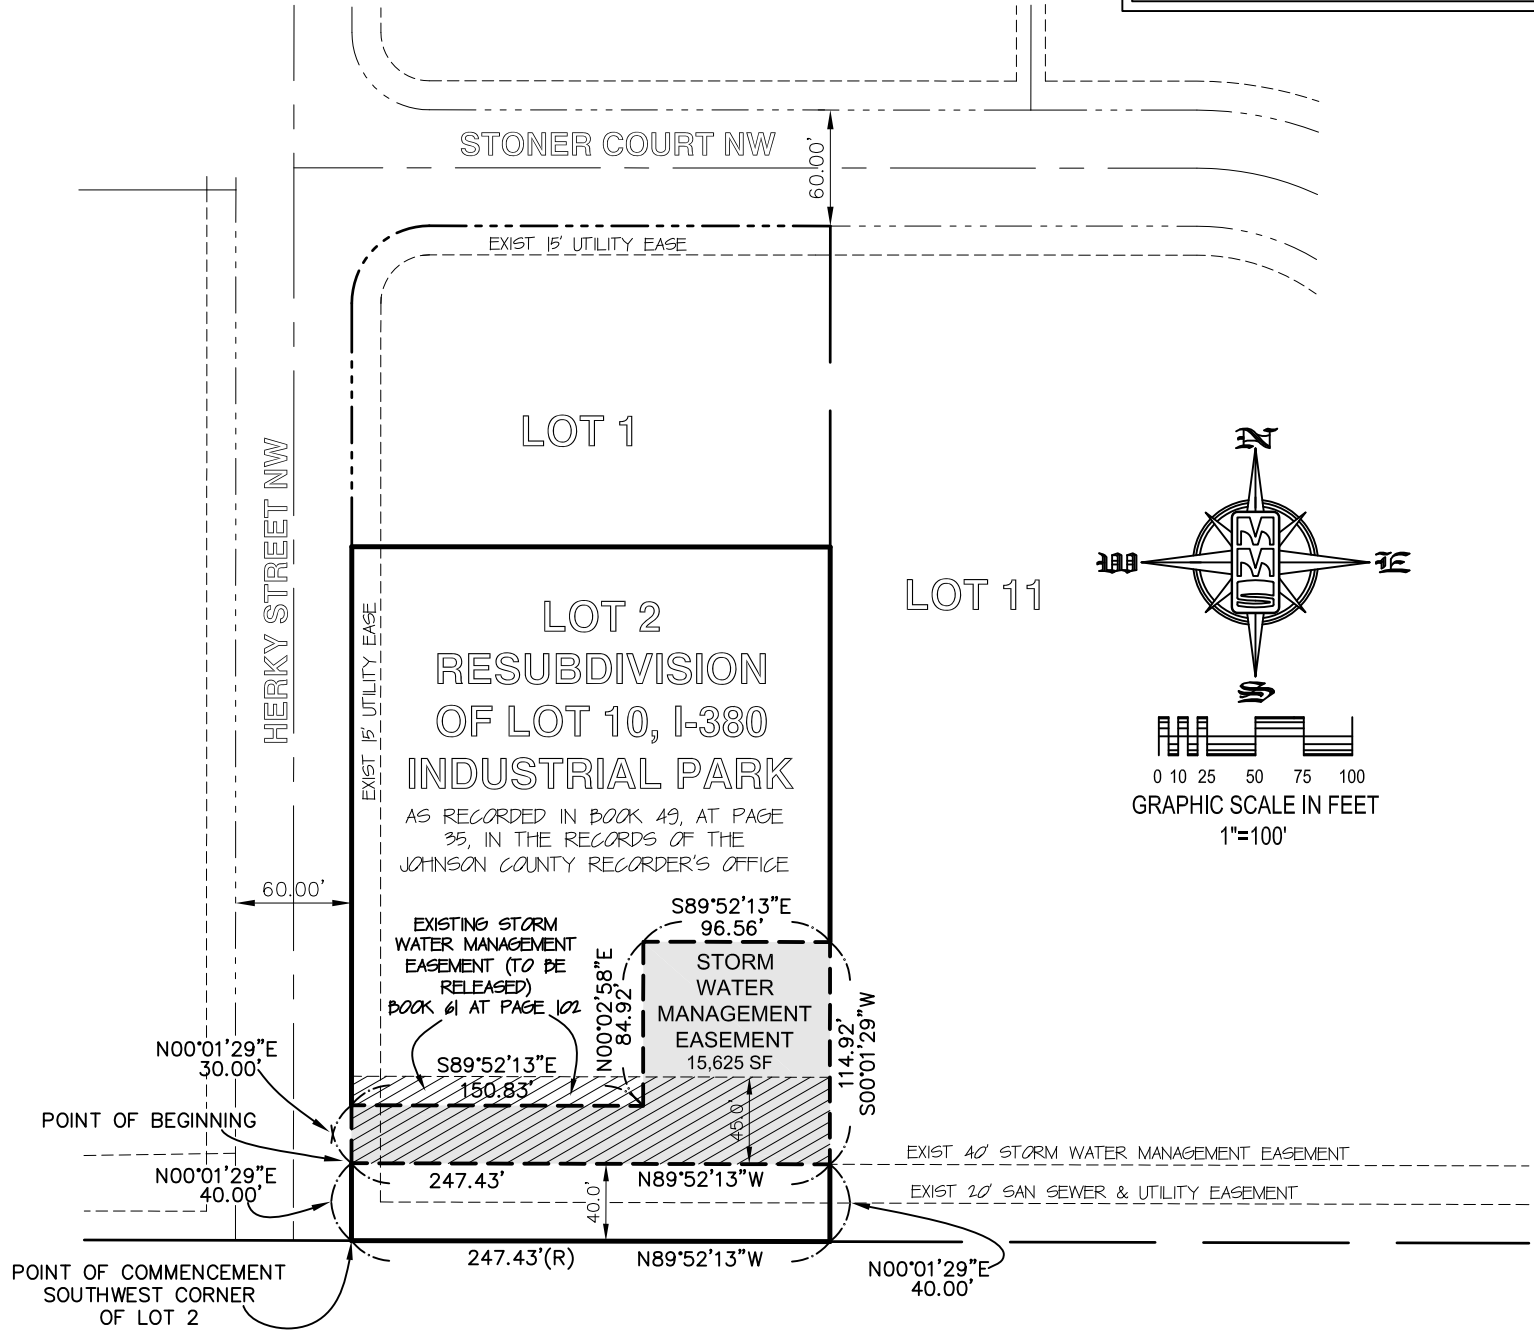 STONER COURT NW
60.00'
EXIST 15' UTILITY EASE
LOT 1
HERKY STREET NW
N
W
E
S
MMS
LOT 11
0 10 25 50 75 100
GRAPHIC SCALE IN FEET
1"=100'
EXIST 15' UTILITY EASE
LOT 2
RESUBDIVISION
OF LOT 10, I-380
INDUSTRIAL PARK
AS RECORDED IN BOOK 49, AT PAGE
35, IN THE RECORDS OF THE
JOHNSON COUNTY RECORDER'S OFFICE
60.00'
EXISTING STORM
WATER MANAGEMENT
EASEMENT (TO BE
RELEASED)
BOOK 61 AT PAGE 102
S89°52'13"E
96.56'
N00°02'58"E
84.92'
STORM
WATER
MANAGEMENT
EASEMENT
15,625 SF
114.92'
S00°01'29"W
S89°52'13"E
150.83'
45.0'
N00°01'29"E
30.00'
POINT OF BEGINNING
N00°01'29"E
40.00'
247.43'
N89°52'13"W
40.0'
EXIST 40' STORM WATER MANAGEMENT EASEMENT
EXIST 20' SAN SEWER & UTILITY EASEMENT
247.43'(R)
N89°52'13"W
N00°01'29"E
40.00'
POINT OF COMMENCEMENT
SOUTHWEST CORNER
OF LOT 2